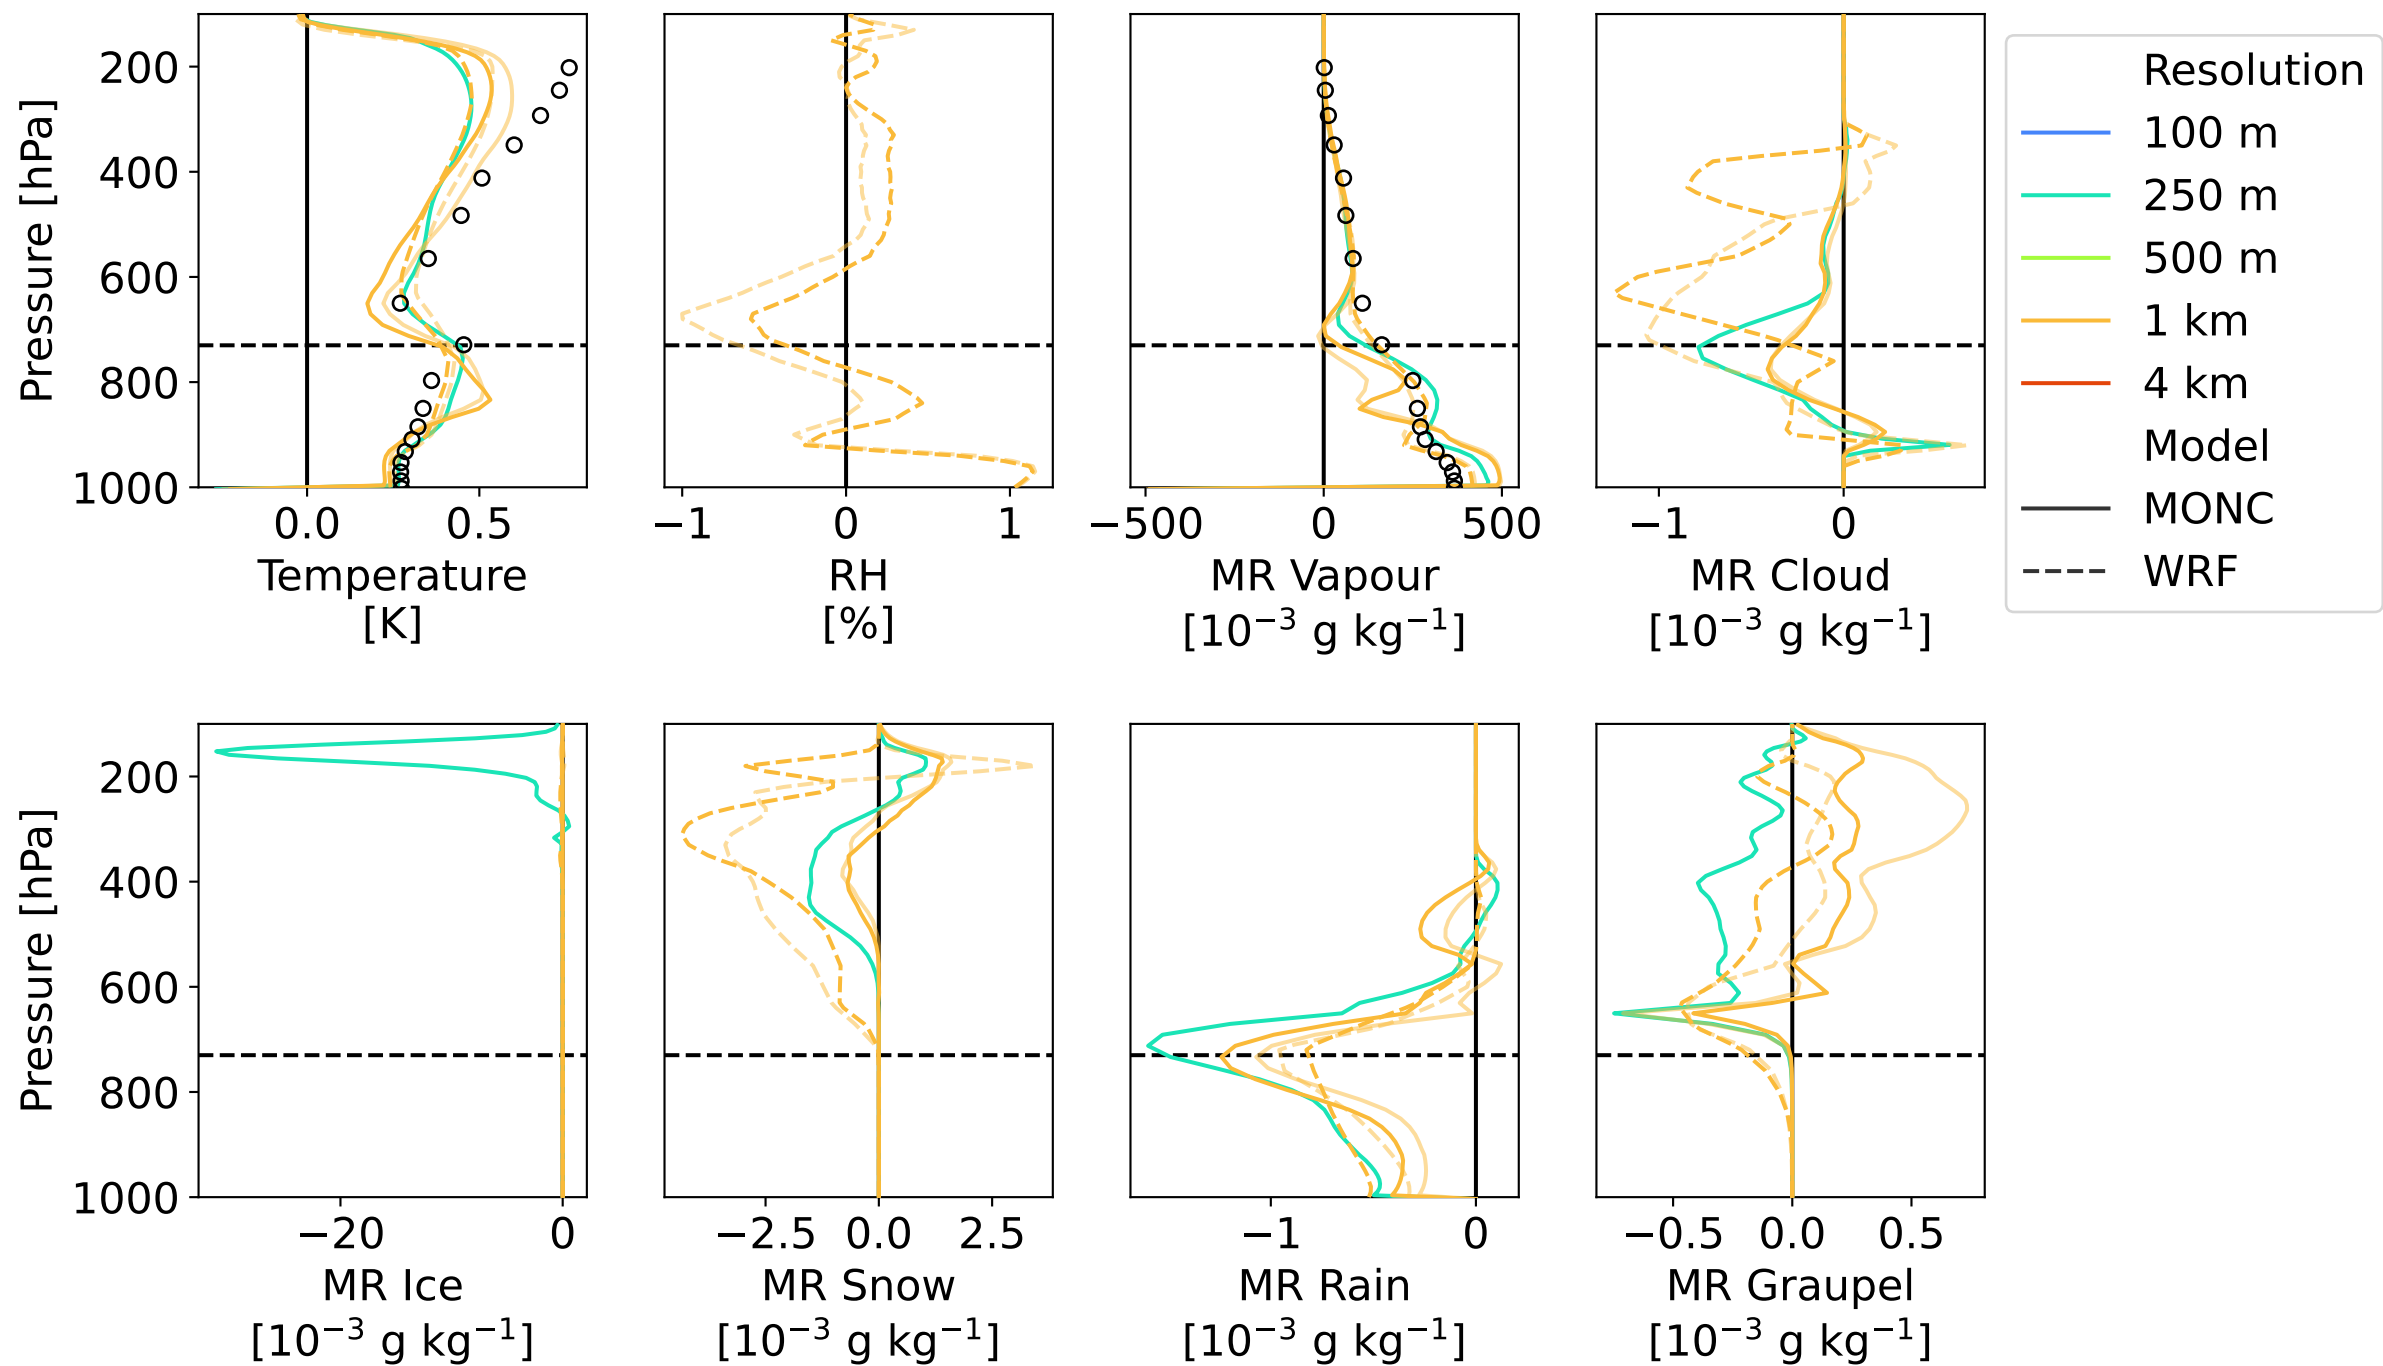 Pressure [hPa]
200
400
600
800
1000
0.0 0.5
Temperature
[K]
−1 0 1
RH
[%]
−500 0 500
MR Vapour
[10⁻³ g kg⁻¹]
−1 0
MR Cloud
[10⁻³ g kg⁻¹]
Resolution
100 m
250 m
500 m
1 km
4 km
Model
MONC
WRF
Pressure [hPa]
200
400
600
800
1000
−20 0
MR Ice
[10⁻³ g kg⁻¹]
−2.5 0.0 2.5
MR Snow
[10⁻³ g kg⁻¹]
−1 0
MR Rain
[10⁻³ g kg⁻¹]
−0.5 0.0 0.5
MR Graupel
[10⁻³ g kg⁻¹]